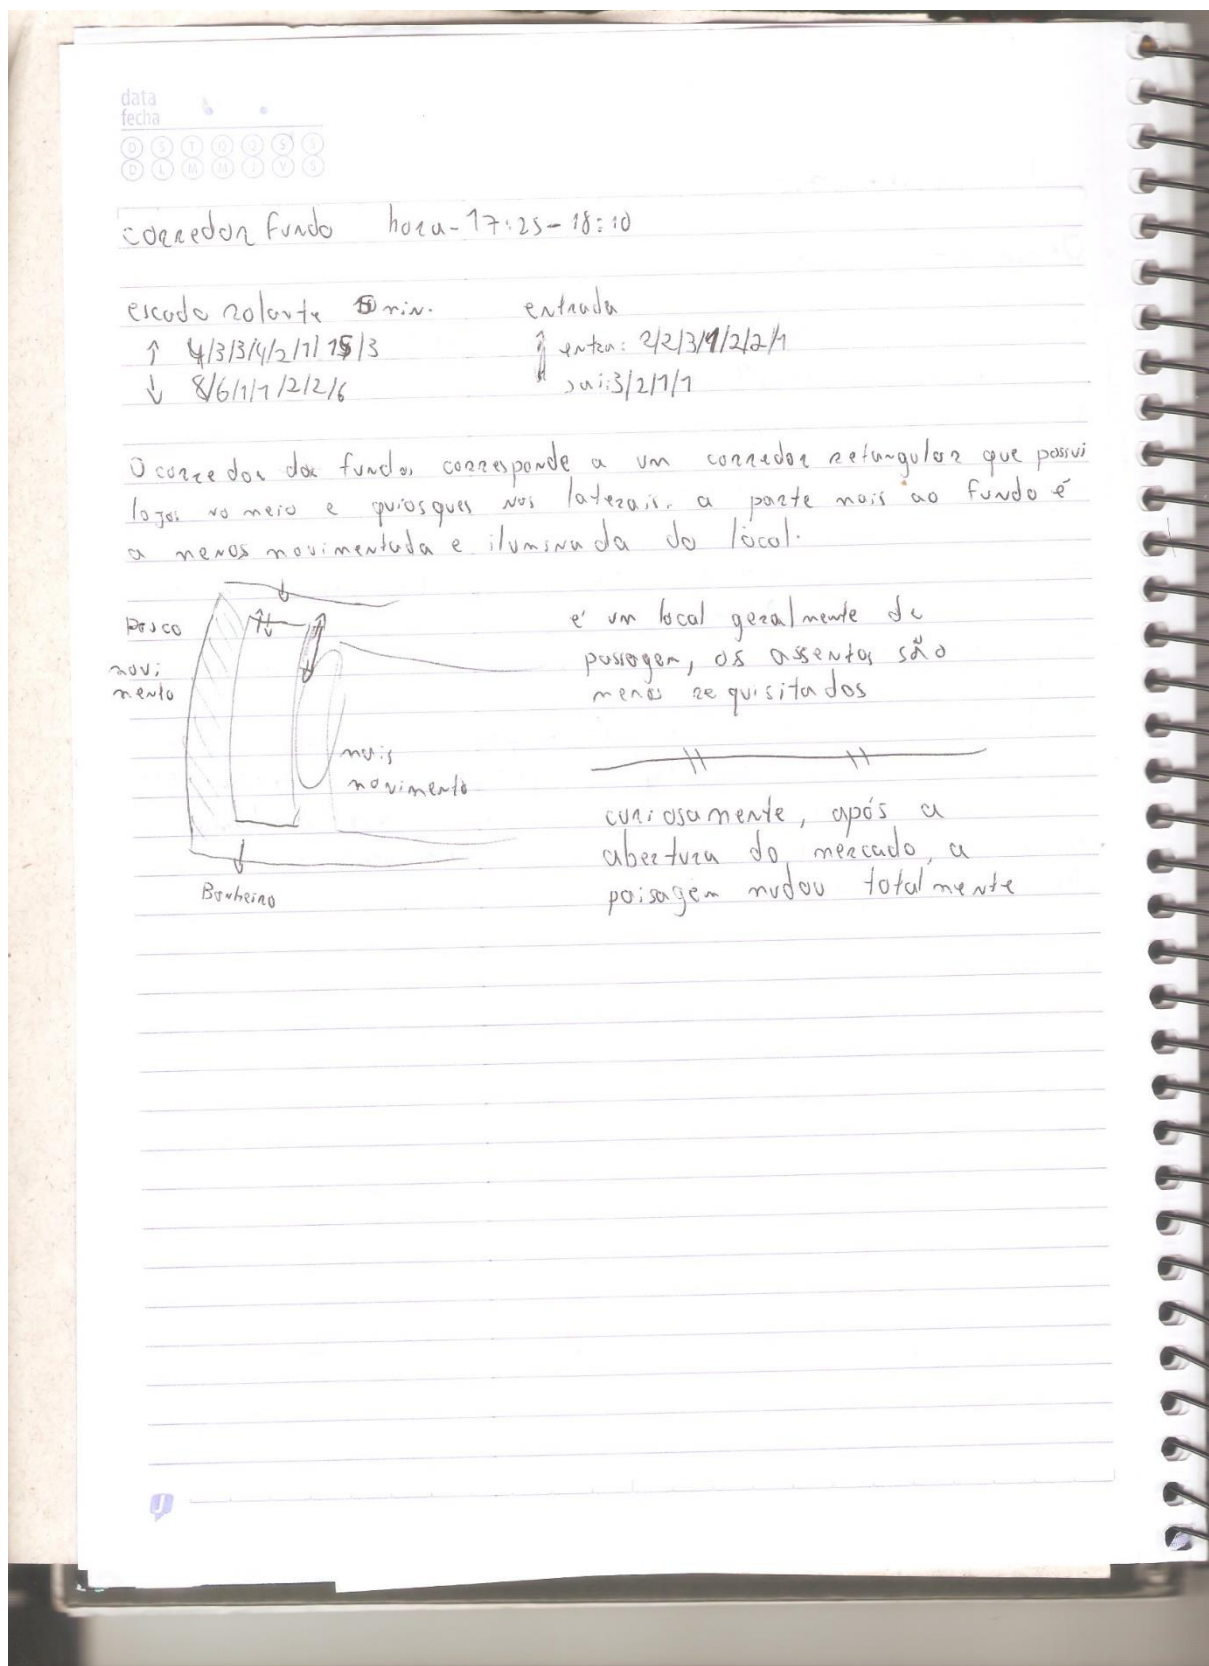 data
fecha
D S T Q Q S S
D L M M J V S
corredor fundo hora - 17:25 - 18:10
escada rolante min. entrada
↑ 4/3/3/4/2/1/15/3 ↑ entra: 2/2/3/1/2/2/1
↓ 8/6/1/1/2/2/6 sai: 3/2/1/1
O corredor dos fundos corresponde a um corredor retangular que possui
lojas no meio e quiosques nas laterais. a parte mais ao fundo é
a menos movimentada e iluminada do local.
pouco
movi
mento
mais
movimento
Banheiro
é um local geralmente de
passagem, os assentos são
menos requisitados
curiosamente, após a
abertura do mercado, a
paisagem mudou totalmente
J